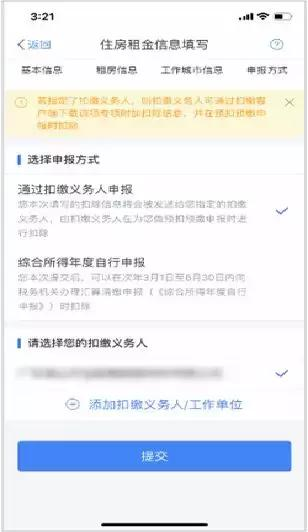 3:21
返回
住房租金信息填写
基本信息 租房信息 工作城市信息 申报方式
若指定了扣缴义务人，则扣缴义务人可通过扣缴客
户端下载该项专项附加扣除信息，并在预扣预缴申
报时扣除
选择申报方式
通过扣缴义务人申报
您本次填写的扣除信息将会被发送给您指定的扣缴
义务人，由扣缴义务人在为您做预扣预缴申报时进
行扣除
综合所得年度自行申报
您本次提交后，可以在次年3月1日至6月30日内向
税务机关办理汇算清缴申报（《综合所得年度自行
申报》）时扣除
请选择您的扣缴义务人
添加扣缴义务人/工作单位
提交